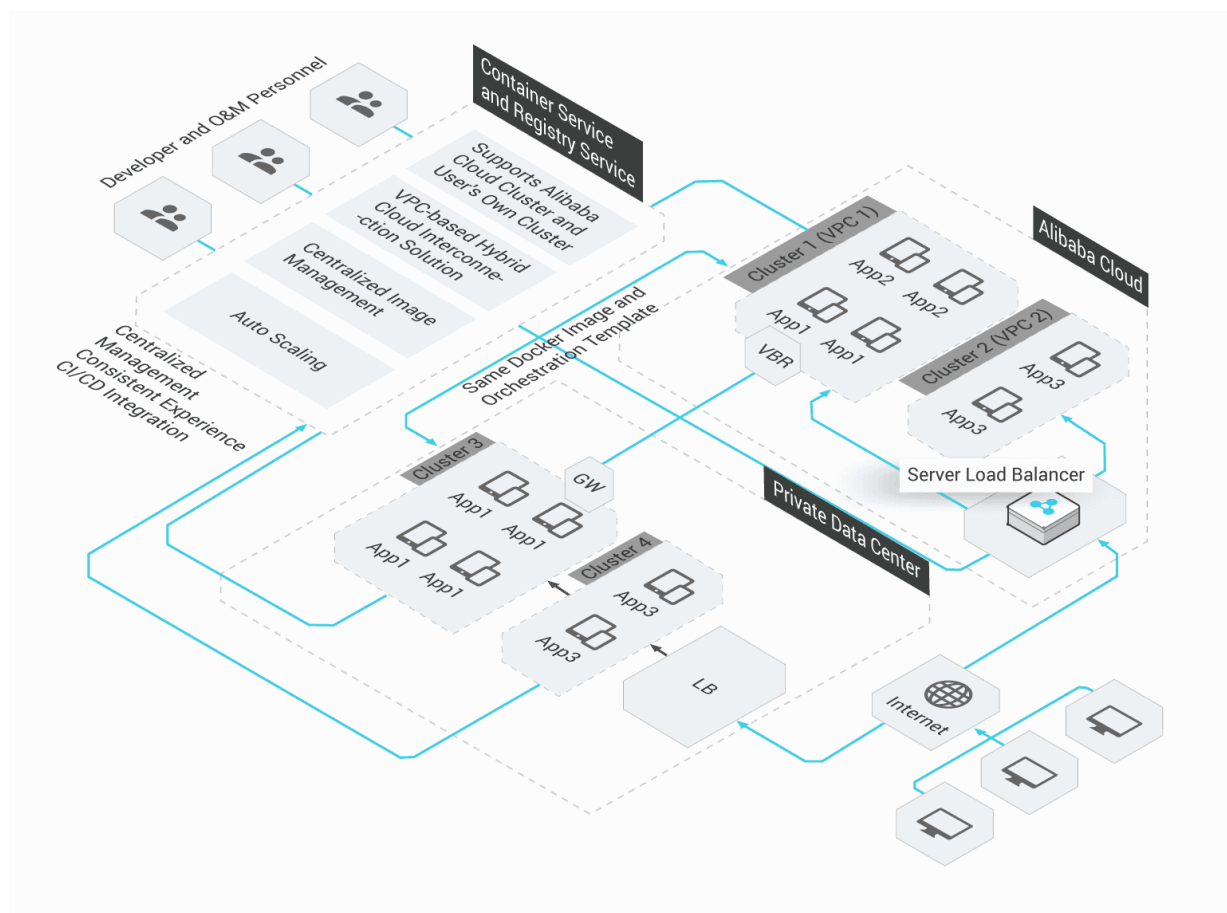 Developer and O&M Personnel
Container Service
and Registry Service
Supports Alibaba
Cloud Cluster and
User's Own Cluster
VPC-based Hybrid
Cloud Interconne-
-ction Solution
Centralized Image
Management
Auto Scaling
Centralized
Management
Consistent Experience
CI/CD Integration
Same Docker Image and
Orchestration Template
Alibaba Cloud
Cluster 1 (VPC 1)
App2
App2
App1
App1
VBR
Cluster 2 (VPC 2)
App3
App3
Server Load Balancer
Private Data Center
Cluster 3
GW
App1
App1
App1
App1
Cluster 4
App3
App3
LB
Internet